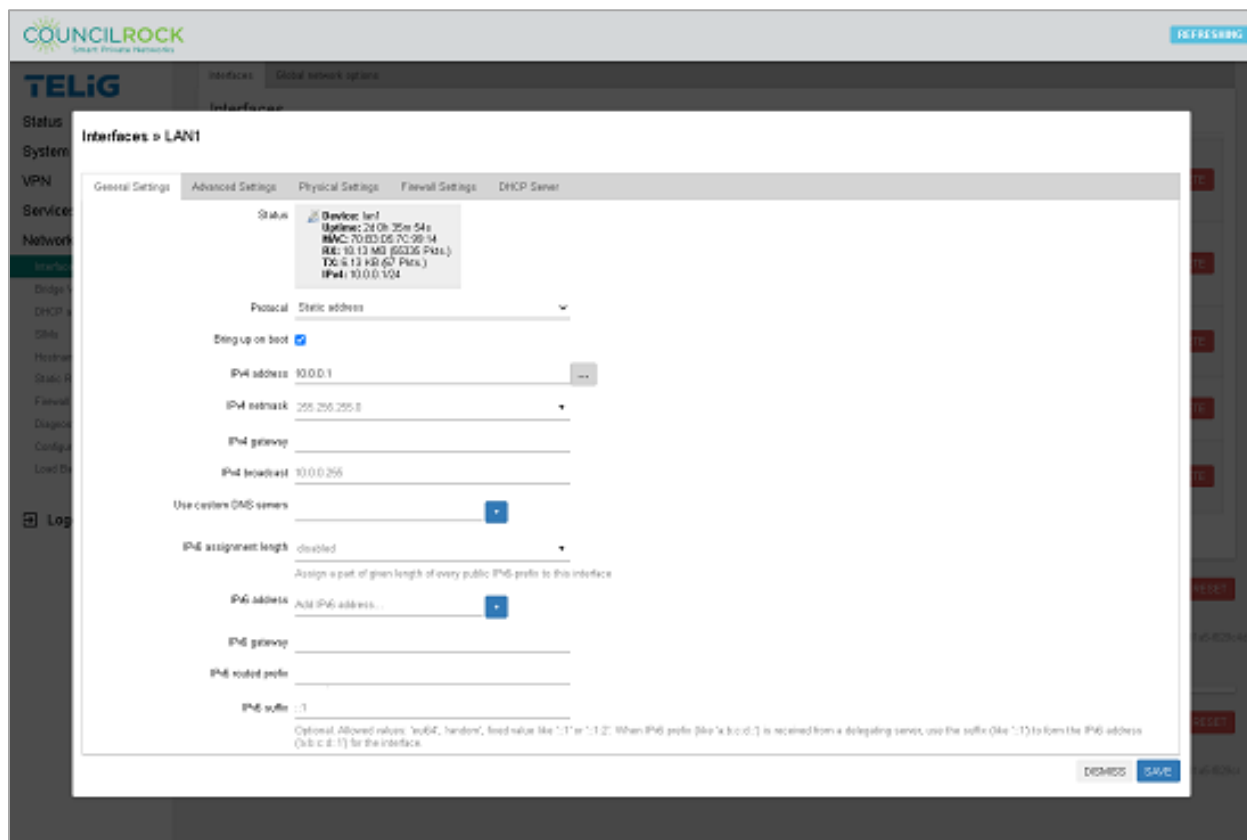 COUNCILROCK
Smart Private Networks
REFRESHING
TELiG
Interfaces
Global network options
Interfaces
Status
System
VPN
Services
Network
Interfaces » LAN1
General Settings
Advanced Settings
Physical Settings
Firewall Settings
DHCP Server
Status
Device: lan1
Uptime: 2d 0h 35m 54s
MAC:
RX: 10.13 MB (55335 Pkts.)
TX: 6.13 KB (67 Pkts.)
IPv4: 10.0.0.1/24
Protocol
Static address
Bring up on boot
IPv4 address
10.0.0.1
...
IPv4 netmask
255.255.255.0
IPv4 gateway
IPv4 broadcast
10.0.0.255
Use custom DNS servers
IPv6 assignment length
disabled
Assign a part of given length of every public IPv6-prefix to this interface
IPv6 address
Add IPv6 address...
IPv6 gateway
IPv6 routed prefix
IPv6 suffix
::1
Optional. Allowed values: 'eui64', 'random', fixed value like '::1' or '::1:2'. When IPv6 prefix (like 'a:b:c:d::') is received from a delegating server, use the suffix (like '::1') to form the IPv6 address
('a:b:c:d::1') for the interface.
DISMISS
SAVE
RESET
RESET